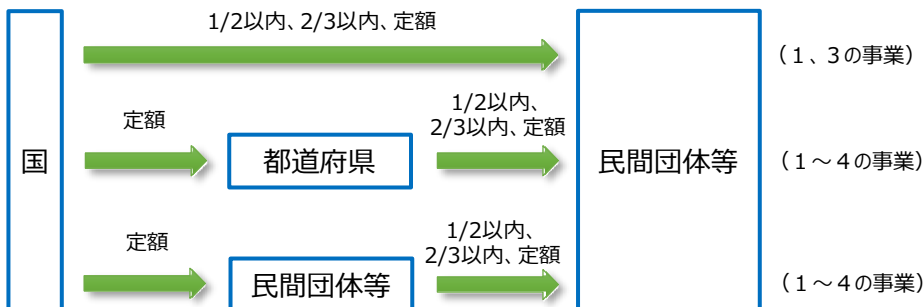 1/2以内、2/3以内、定額
（１、３の事業）
国
定額
都道府県
1/2以内、
2/3以内、定額
民間団体等
（１～４の事業）
定額
民間団体等
1/2以内、
2/3以内、定額
（１～４の事業）